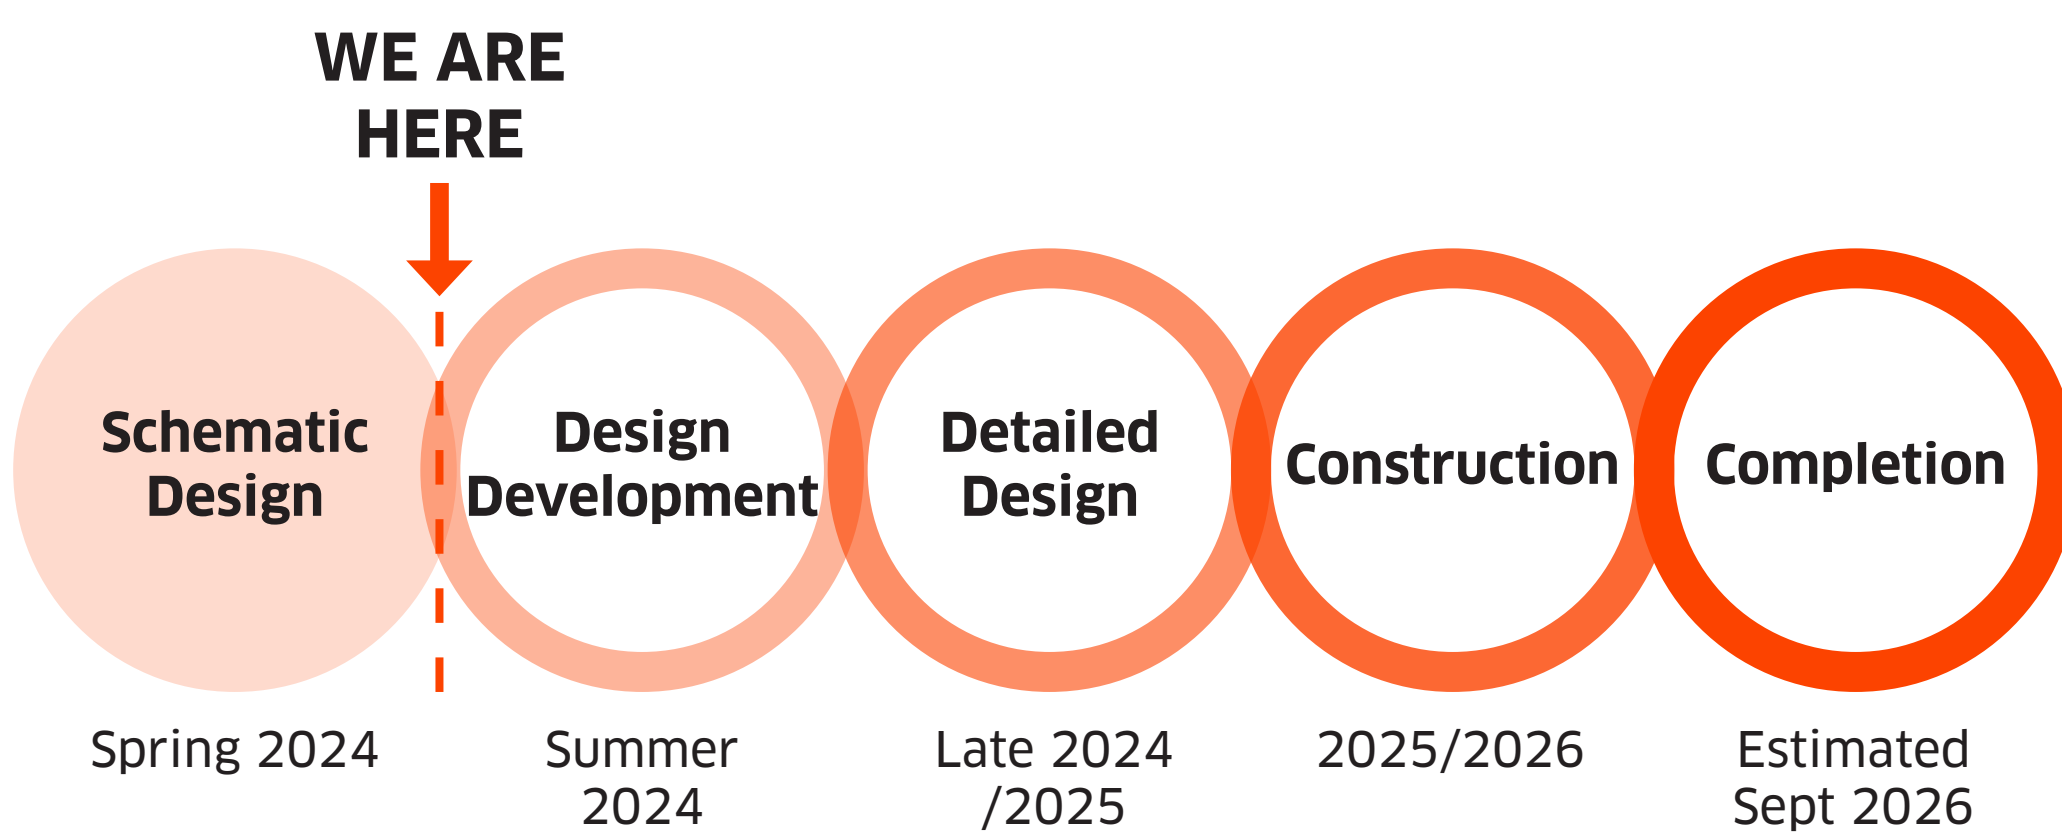 WE ARE
HERE
Schematic
Design
Design
Development
Detailed
Design
Construction
Completion
Spring 2024
Summer
2024
Late 2024
/2025
2025/2026
Estimated
Sept 2026